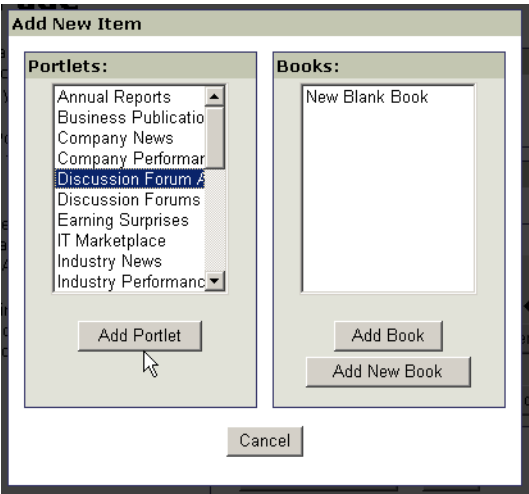 Add New Item
Portlets:
Annual Reports
Business Publicatio
Company News
Company Performar
Discussion Forum A
Discussion Forums
Earning Surprises
IT Marketplace
Industry News
Industry Performanc
Add Portlet
Books:
New Blank Book
Add Book
Add New Book
Cancel